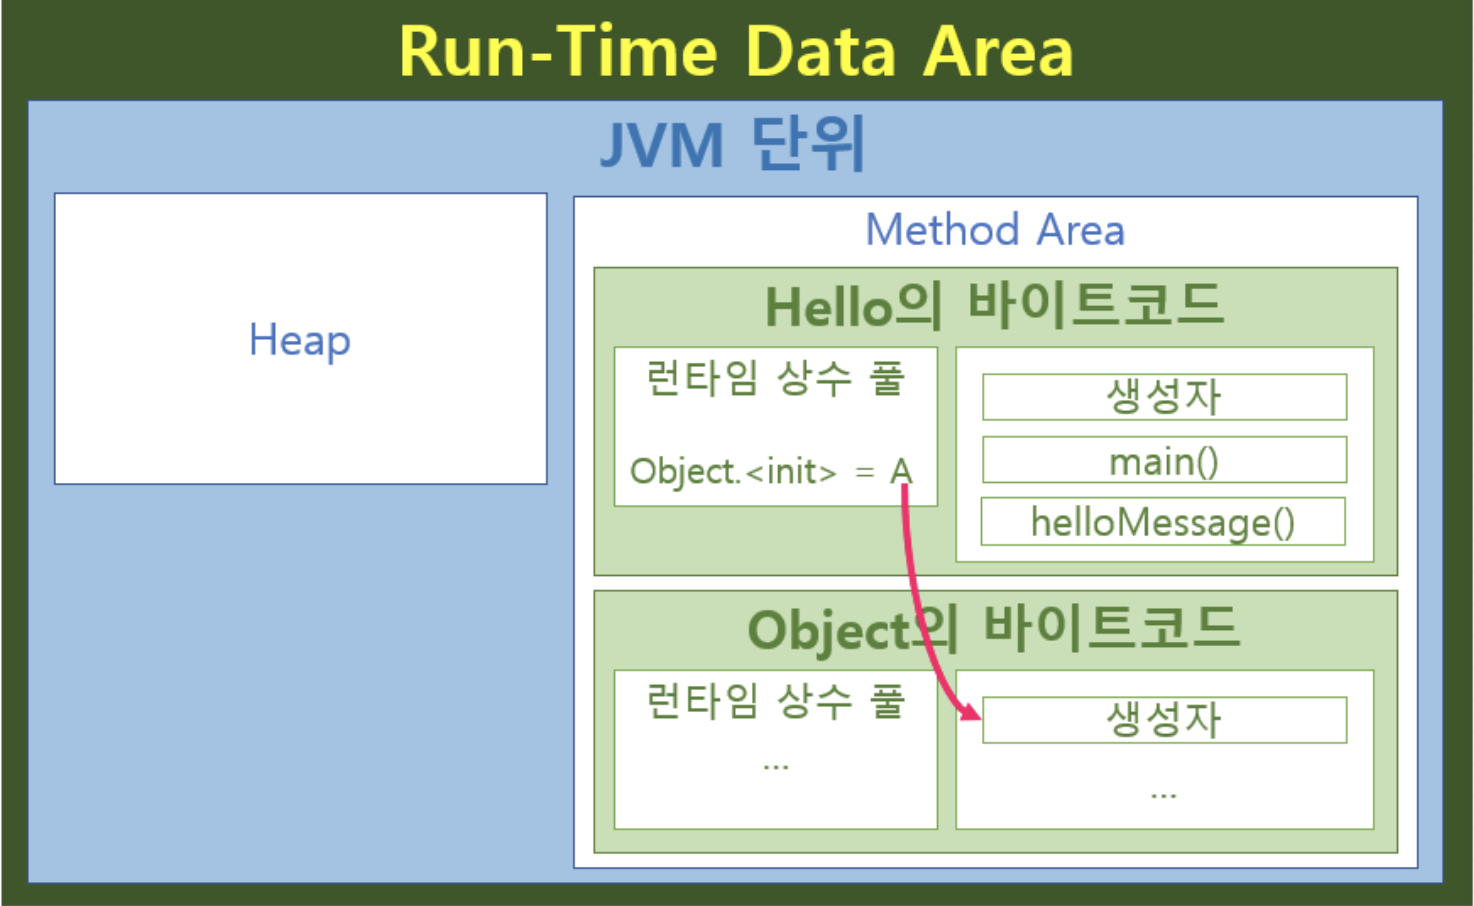 Run-Time Data Area
JVM 단위
Heap
Method Area
Hello의 바이트코드
런타임 상수 풀
Object.<init> = A
생성자
main()
helloMessage()
Object의 바이트코드
런타임 상수 풀
...
생성자
...